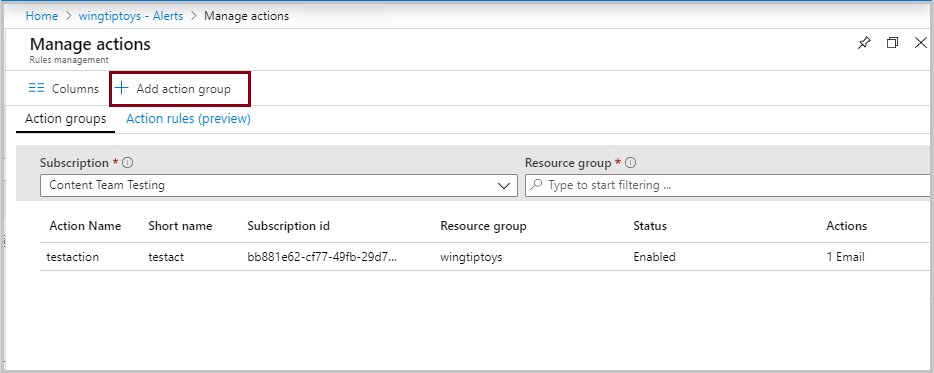 Home > wingtiptoys - Alerts > Manage actions
Manage actions
Rules management
Columns + Add action group
Action groups Action rules (preview)
Subscription * Resource group *
Content Team Testing Type to start filtering ...
Action Name Short name Subscription id Resource group Status Actions
testaction testact bb881e62-cf77-49fb-29d7... wingtiptoys Enabled 1 Email